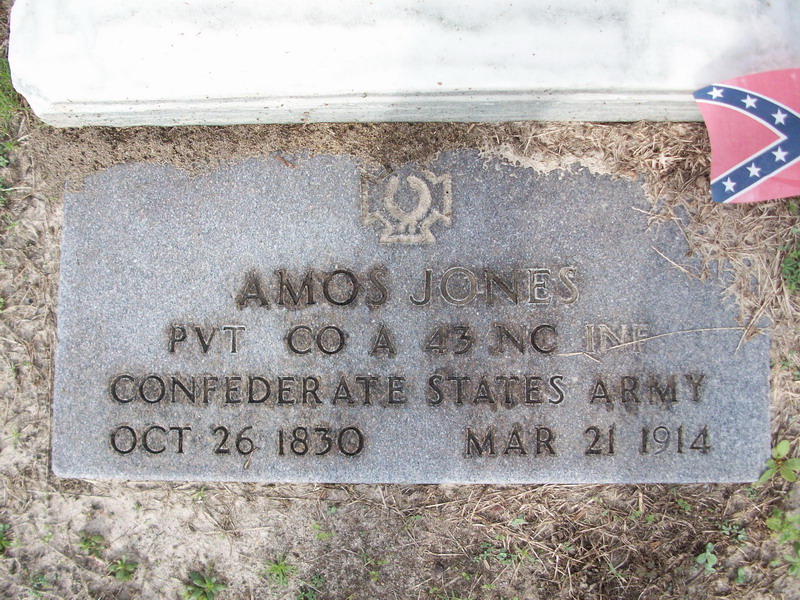 AMOS JONES
PVT CO A 43 NC INF
CONFEDERATE STATES ARMY
OCT 26 1830 MAR 21 1914